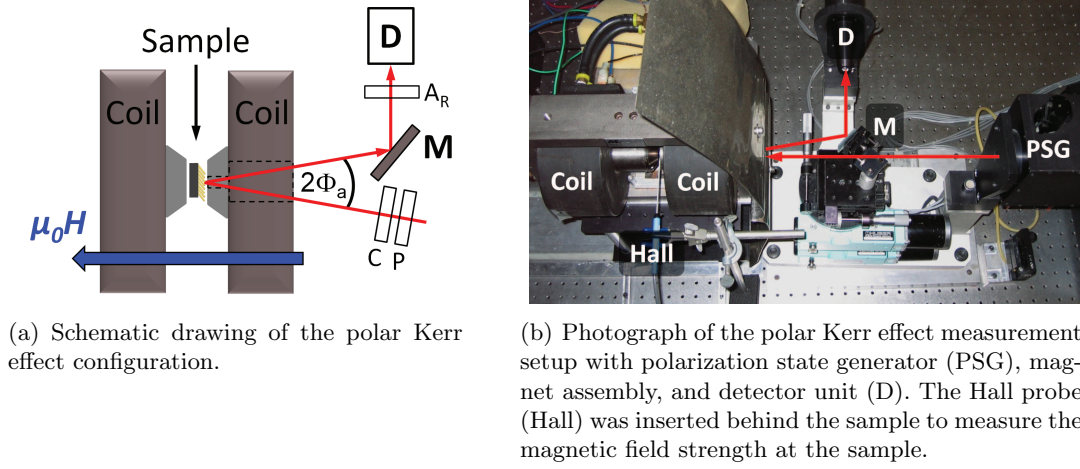 Sample
D
Coil
Coil
A_R
M
2Φ_a
μ₀H
C P
(a) Schematic drawing of the polar Kerr
effect configuration.
D
M
PSG
Coil
Coil
Hall
(b) Photograph of the polar Kerr effect measurement
setup with polarization state generator (PSG), mag-
net assembly, and detector unit (D). The Hall probe
(Hall) was inserted behind the sample to measure the
magnetic field strength at the sample.